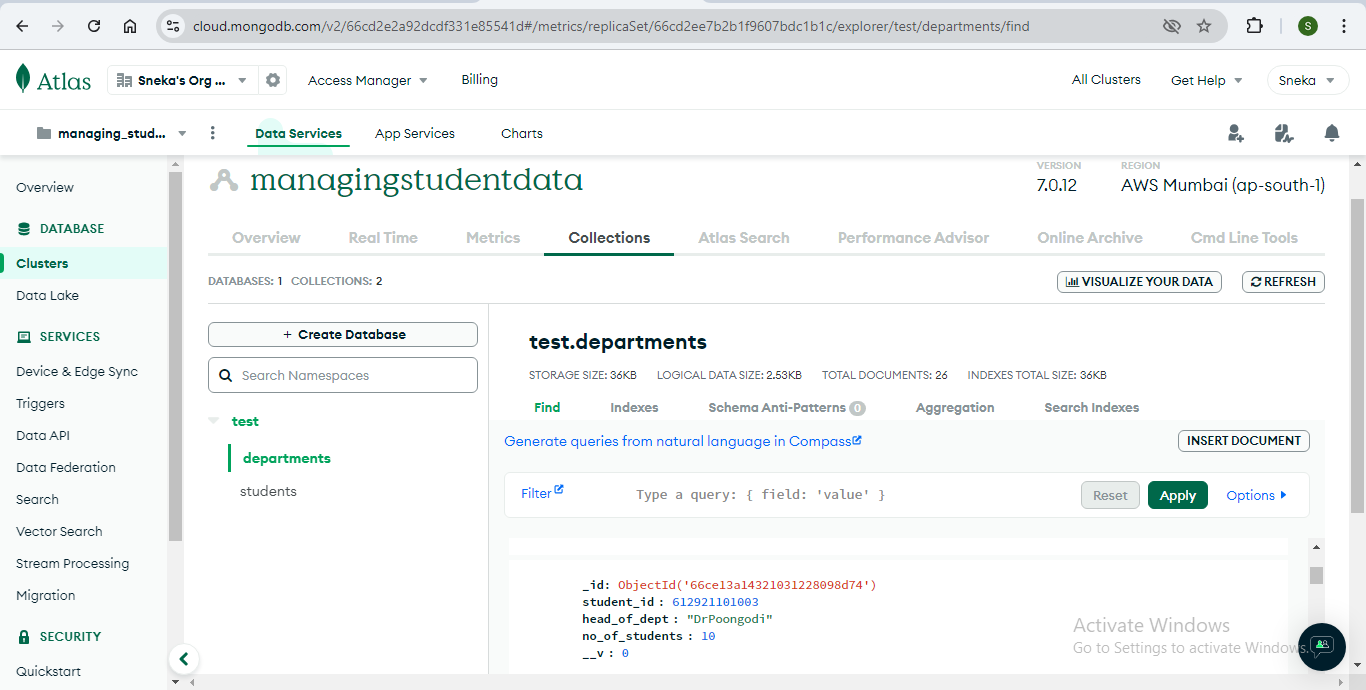 cloud.mongodb.com/v2/66cd2e2a92dcdf331e85541d#/metrics/replicaSet/66cd2ee7b2b1f9607bdc1b1c/explorer/test/departments/find
S
Atlas
Sneka's Org ...
Access Manager
Billing
All Clusters
Get Help
Sneka
managing_stud...
Data Services
App Services
Charts
Overview
DATABASE
Clusters
Data Lake
SERVICES
Device & Edge Sync
Triggers
Data API
Data Federation
Search
Vector Search
Stream Processing
Migration
SECURITY
Quickstart
managingstudentdata
VERSION
7.0.12
REGION
AWS Mumbai (ap-south-1)
Overview
Real Time
Metrics
Collections
Atlas Search
Performance Advisor
Online Archive
Cmd Line Tools
DATABASES: 1 COLLECTIONS: 2
VISUALIZE YOUR DATA
REFRESH
+ Create Database
Search Namespaces
test
departments
students
test.departments
STORAGE SIZE: 36KB
LOGICAL DATA SIZE: 2.53KB
TOTAL DOCUMENTS: 26
INDEXES TOTAL SIZE: 36KB
Find
Indexes
Schema Anti-Patterns 0
Aggregation
Search Indexes
Generate queries from natural language in Compass
INSERT DOCUMENT
Filter
Type a query: { field: 'value' }
Reset
Apply
Options
_id: ObjectId('66ce13a14321031228098d74')
student_id : 612921101003
head_of_dept : "DrPoongodi"
no_of_students : 10
__v : 0
Activate Windows
Go to Settings to activate Windows.